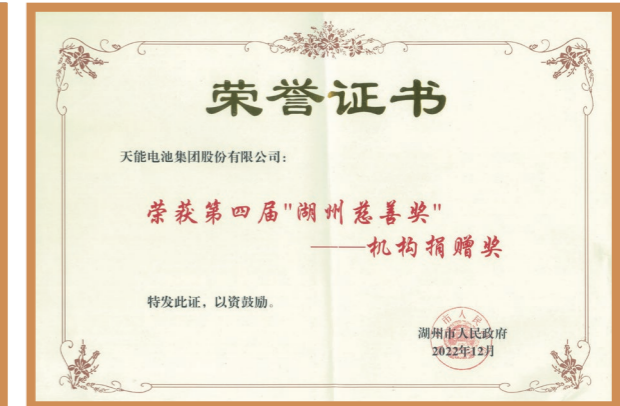 荣誉证书
天能电池集团股份有限公司：
荣获第四届"湖州慈善奖"
——机构捐赠奖
特发此证，以资鼓励。
湖州市人民政府
2022年12月